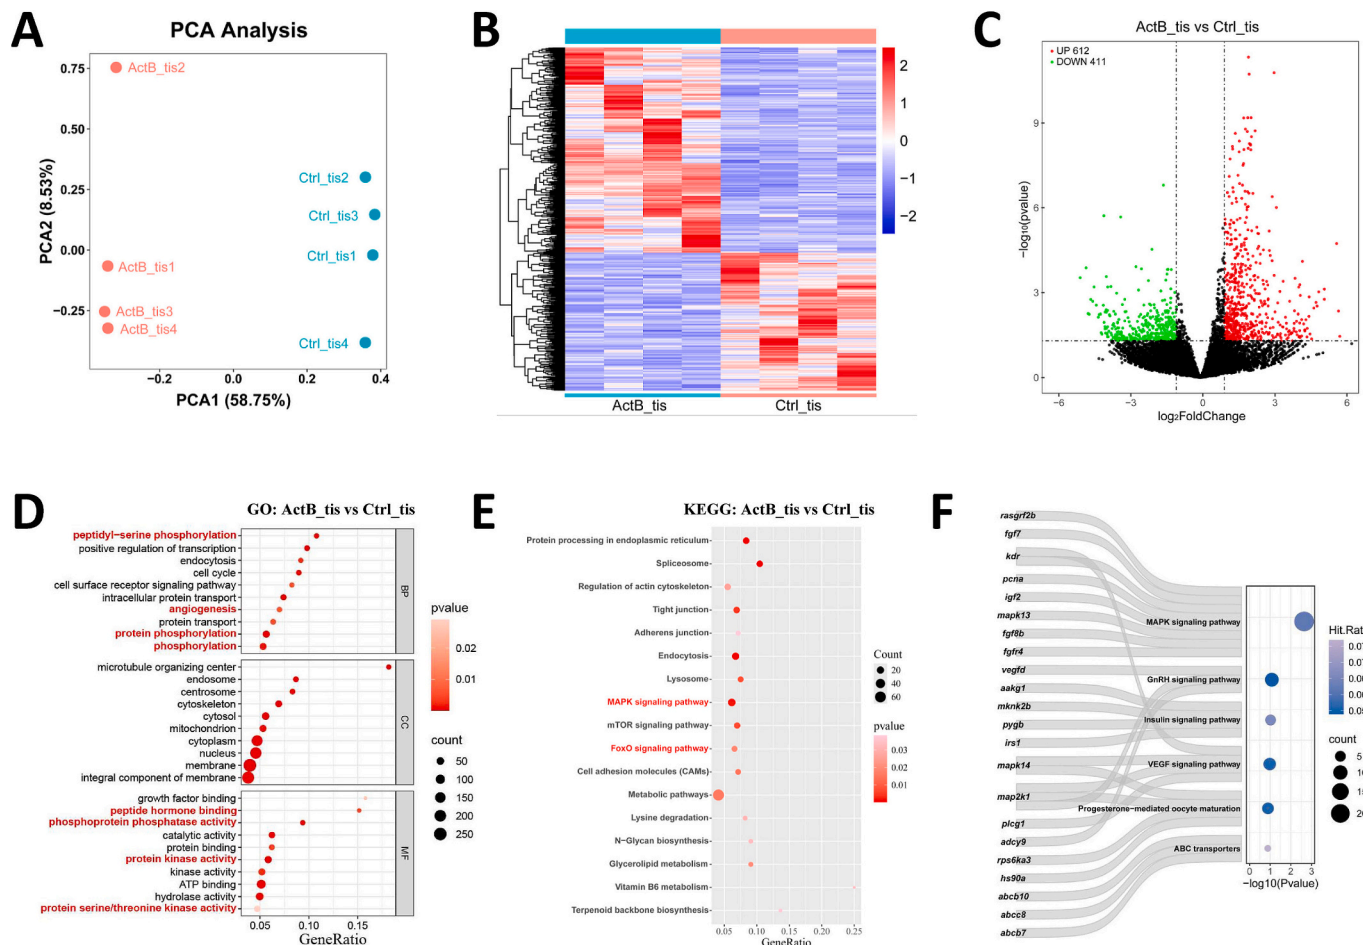 A
PCA Analysis
PCA2 (8.53%)
0.75
0.50
0.25
0.00
−0.25
ActB_tis2
Ctrl_tis2
Ctrl_tis3
Ctrl_tis1
ActB_tis1
ActB_tis3
ActB_tis4
Ctrl_tis4
−0.2
0.0
0.2
0.4
PCA1 (58.75%)
B
2
1
0
−1
−2
ActB_tis
Ctrl_tis
C
ActB_tis vs Ctrl_tis
UP 612
DOWN 411
−log10(pvalue)
9
6
3
0
−6
−3
0
3
6
log2FoldChange
D
GO: ActB_tis vs Ctrl_tis
peptidyl−serine phosphorylation
positive regulation of transcription
endocytosis
cell cycle
cell surface receptor signaling pathway
intracellular protein transport
angiogenesis
protein transport
protein phosphorylation
phosphorylation
BP
microtubule organizing center
endosome
centrosome
cytoskeleton
cytosol
mitochondrion
cytoplasm
nucleus
membrane
integral component of membrane
CC
growth factor binding
peptide hormone binding
phosphoprotein phosphatase activity
catalytic activity
protein binding
protein kinase activity
kinase activity
ATP binding
hydrolase activity
protein serine/threonine kinase activity
MF
0.05
0.10
0.15
GeneRatio
pvalue
0.02
0.01
count
50
100
150
200
250
E
KEGG: ActB_tis vs Ctrl_tis
Protein processing in endoplasmic reticulum
Spliceosome
Regulation of actin cytoskeleton
Tight junction
Adherens junction
Endocytosis
Lysosome
MAPK signaling pathway
mTOR signaling pathway
FoxO signaling pathway
Cell adhesion molecules (CAMs)
Metabolic pathways
Lysine degradation
N−Glycan biosynthesis
Glycerolipid metabolism
Vitamin B6 metabolism
Terpenoid backbone biosynthesis
0.05
0.10
0.15
0.20
0.25
GeneRatio
Count
20
40
60
pvalue
0.03
0.02
0.01
F
rasgrf2b
fgf7
kdr
pcna
igf2
mapk13
fgf8b
fgfr4
vegfd
aakg1
mknk2b
pygb
irs1
mapk14
map2k1
plcg1
adcy9
rps6ka3
hs90a
abcb10
abcc8
abcb7
MAPK signaling pathway
GnRH signaling pathway
Insulin signaling pathway
VEGF signaling pathway
Progesterone−mediated oocyte maturation
ABC transporters
0
1
2
3
−log10(Pvalue)
Hit.Rat
0.07
0.07
0.05
count
5
10
15
20